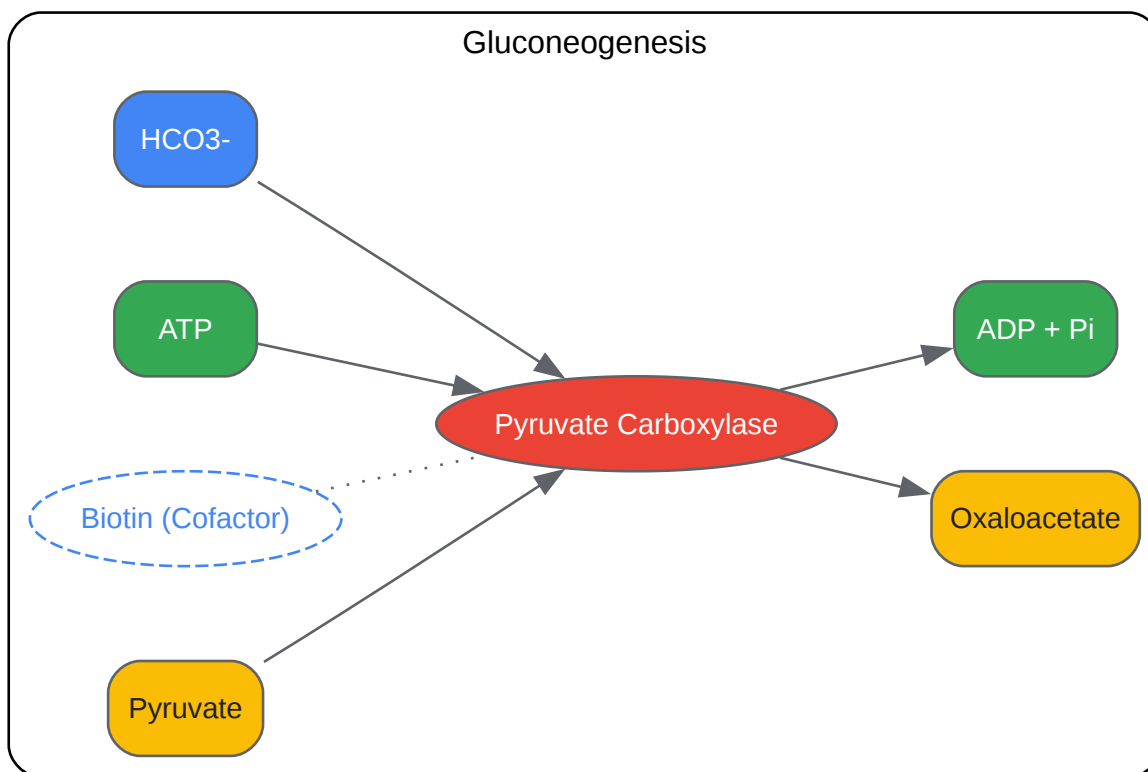 Gluconeogenesis
HCO3-
ATP
ADP + Pi
Pyruvate Carboxylase
Biotin (Cofactor)
Oxaloacetate
Pyruvate